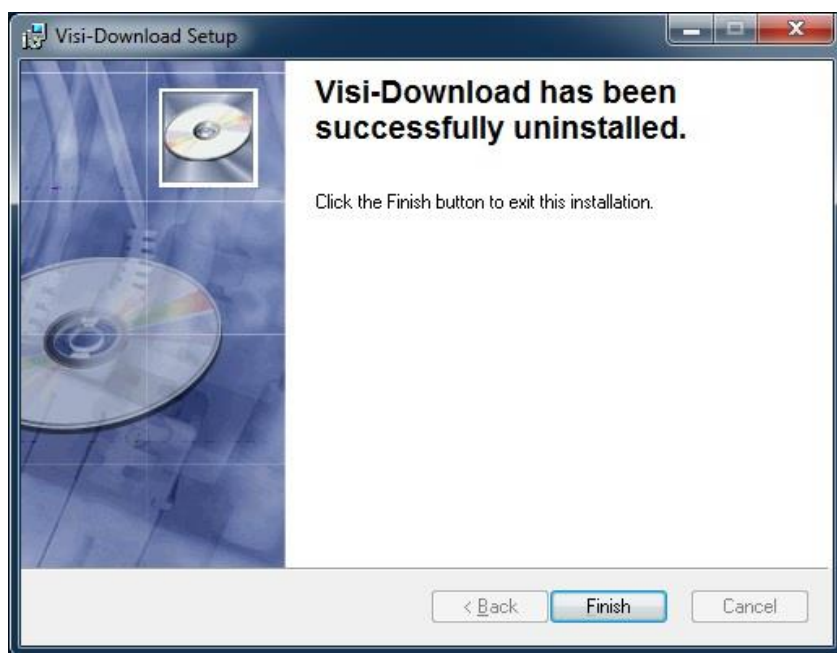 Visi-Download Setup
Visi-Download has been
successfully uninstalled.
Click the Finish button to exit this installation.
< Back
Finish
Cancel